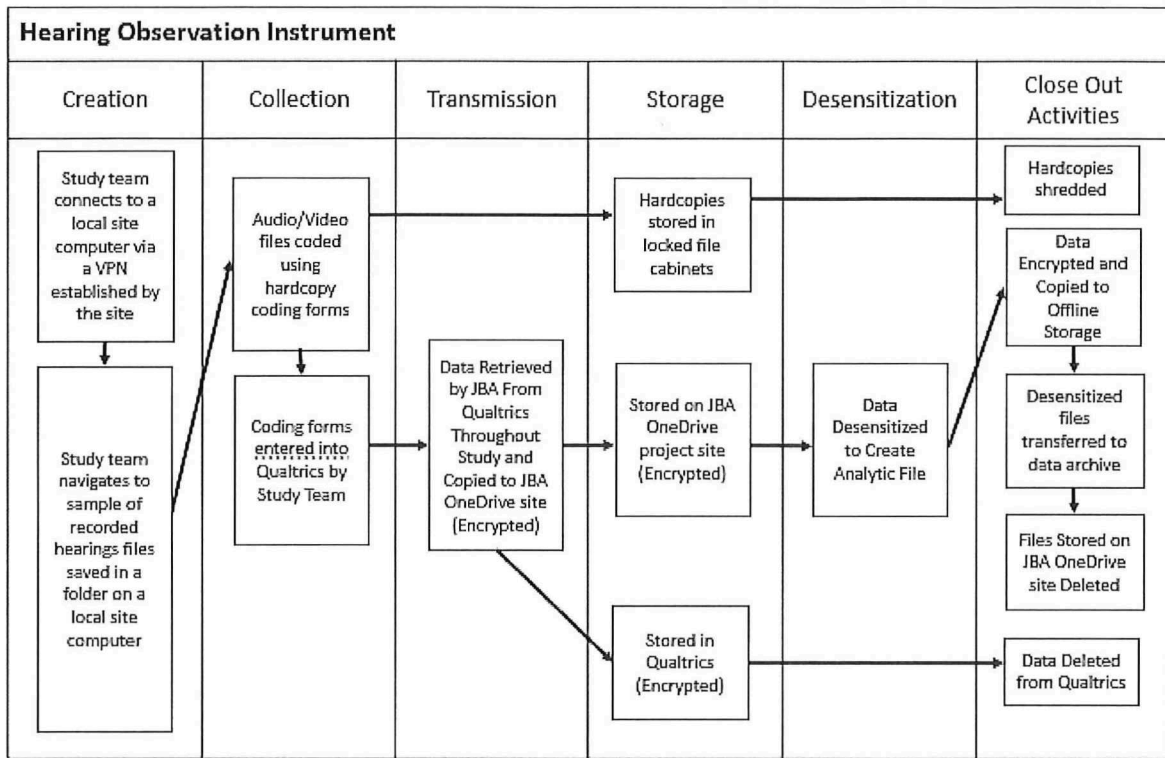 Hearing Observation Instrument
Creation
Collection
Transmission
Storage
Desensitization
Close Out
Activities
Study team
connects to a
local site
computer via
a VPN
established by
the site
Study team
navigates to
sample of
recorded
hearings files
saved in a
folder on a
local site
computer
Audio/Video
files coded
using
hardcopy
coding forms
Coding forms
entered into
Qualtrics by
Study Team
Data Retrieved
by JBA From
Qualtrics
Throughout
Study and
Copied to JBA
OneDrive site
(Encrypted)
Hardcopies
stored in
locked file
cabinets
Stored on JBA
OneDrive
project site
(Encrypted)
Stored in
Qualtrics
(Encrypted)
Data
Desensitized
to Create
Analytic File
Hardcopies
shredded
Data
Encrypted and
Copied to
Offline
Storage
Desensitized
files
transferred to
data archive
Files Stored on
JBA OneDrive
site Deleted
Data Deleted
from Qualtrics